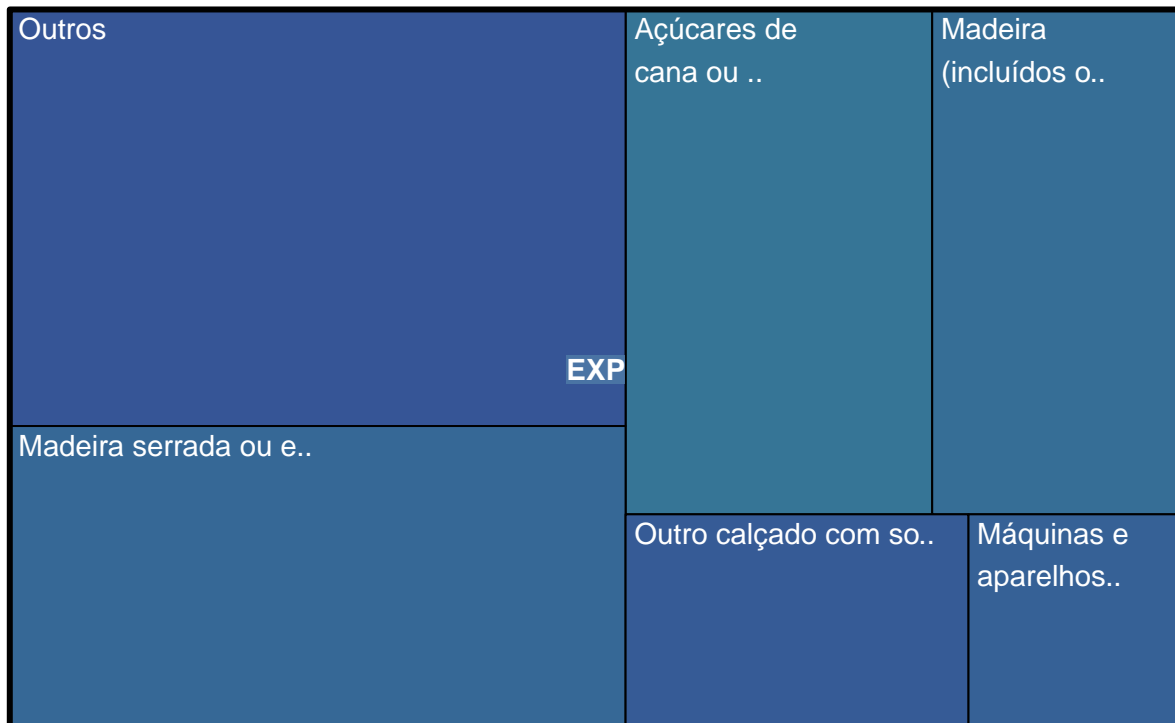 Outros
Açúcares de
cana ou ..
Madeira
(incluídos o..
EXP
Madeira serrada ou e..
Outro calçado com so..
Máquinas e
aparelhos..